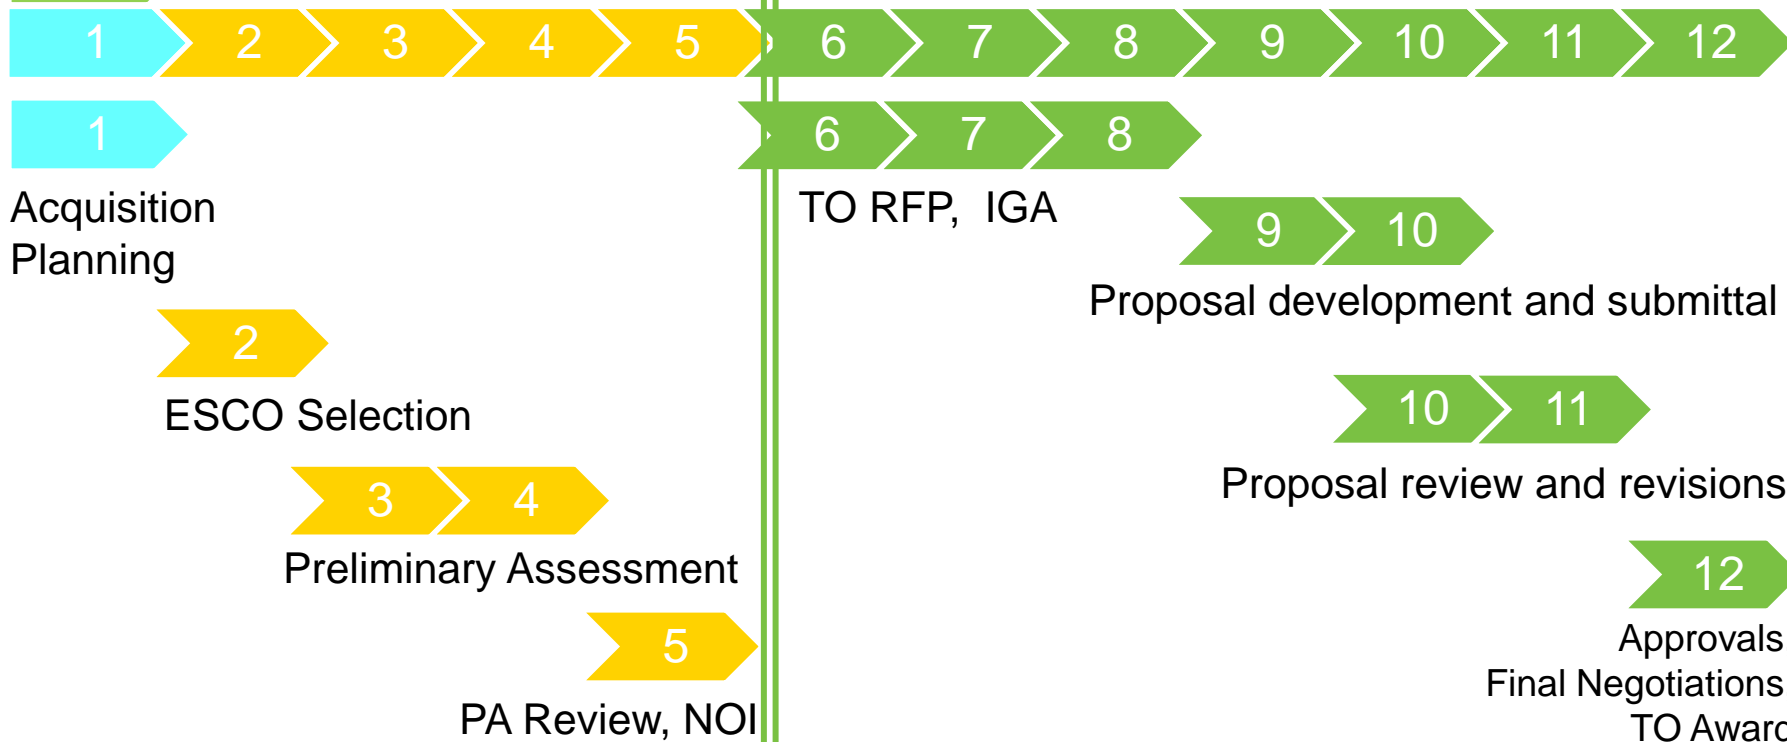 1 2 3 4 5 6 7 8 9 10 11 12
1 6 7 8
Acquisition
Planning
TO RFP, IGA
9 10
Proposal development and submittal
2
ESCO Selection
10 11
Proposal review and revisions
3 4
Preliminary Assessment
12
Approvals
Final Negotiations
TO Award
5
PA Review, NOI